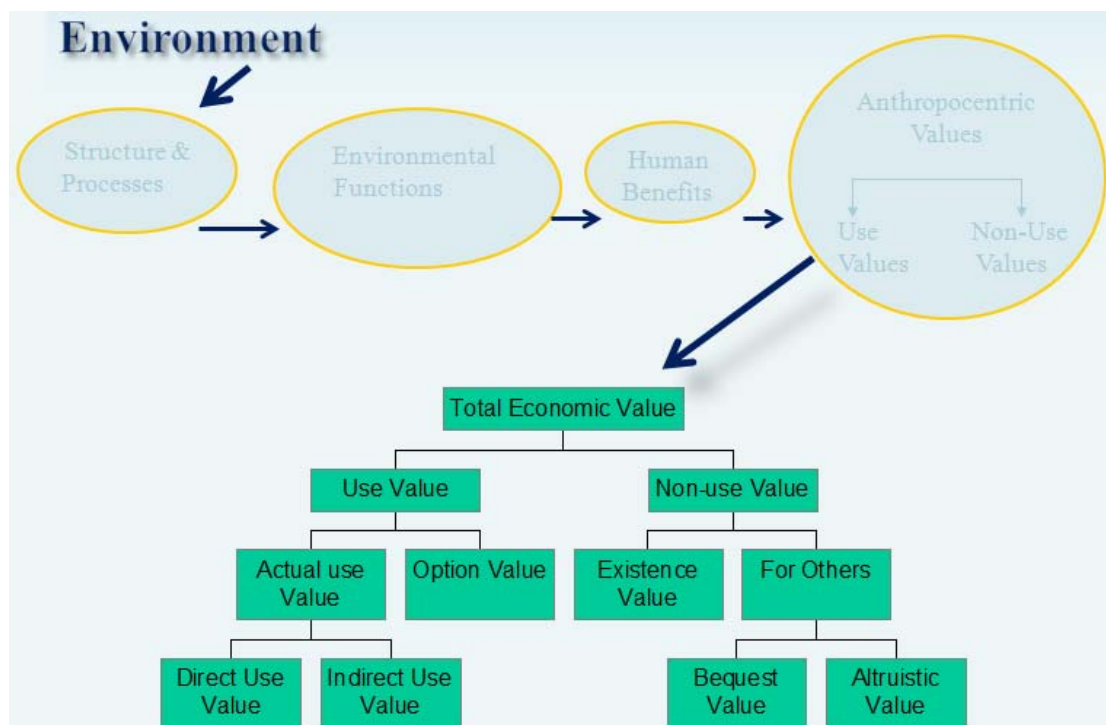 Environment
Structure &
Processes
Environmental
Functions
Human
Benefits
Anthropocentric
Values
Use
Values
Non-Use
Values
Total Economic Value
Use Value
Non-use Value
Actual use
Value
Option Value
Existence
Value
For Others
Direct Use
Value
Indirect Use
Value
Bequest
Value
Altruistic
Value